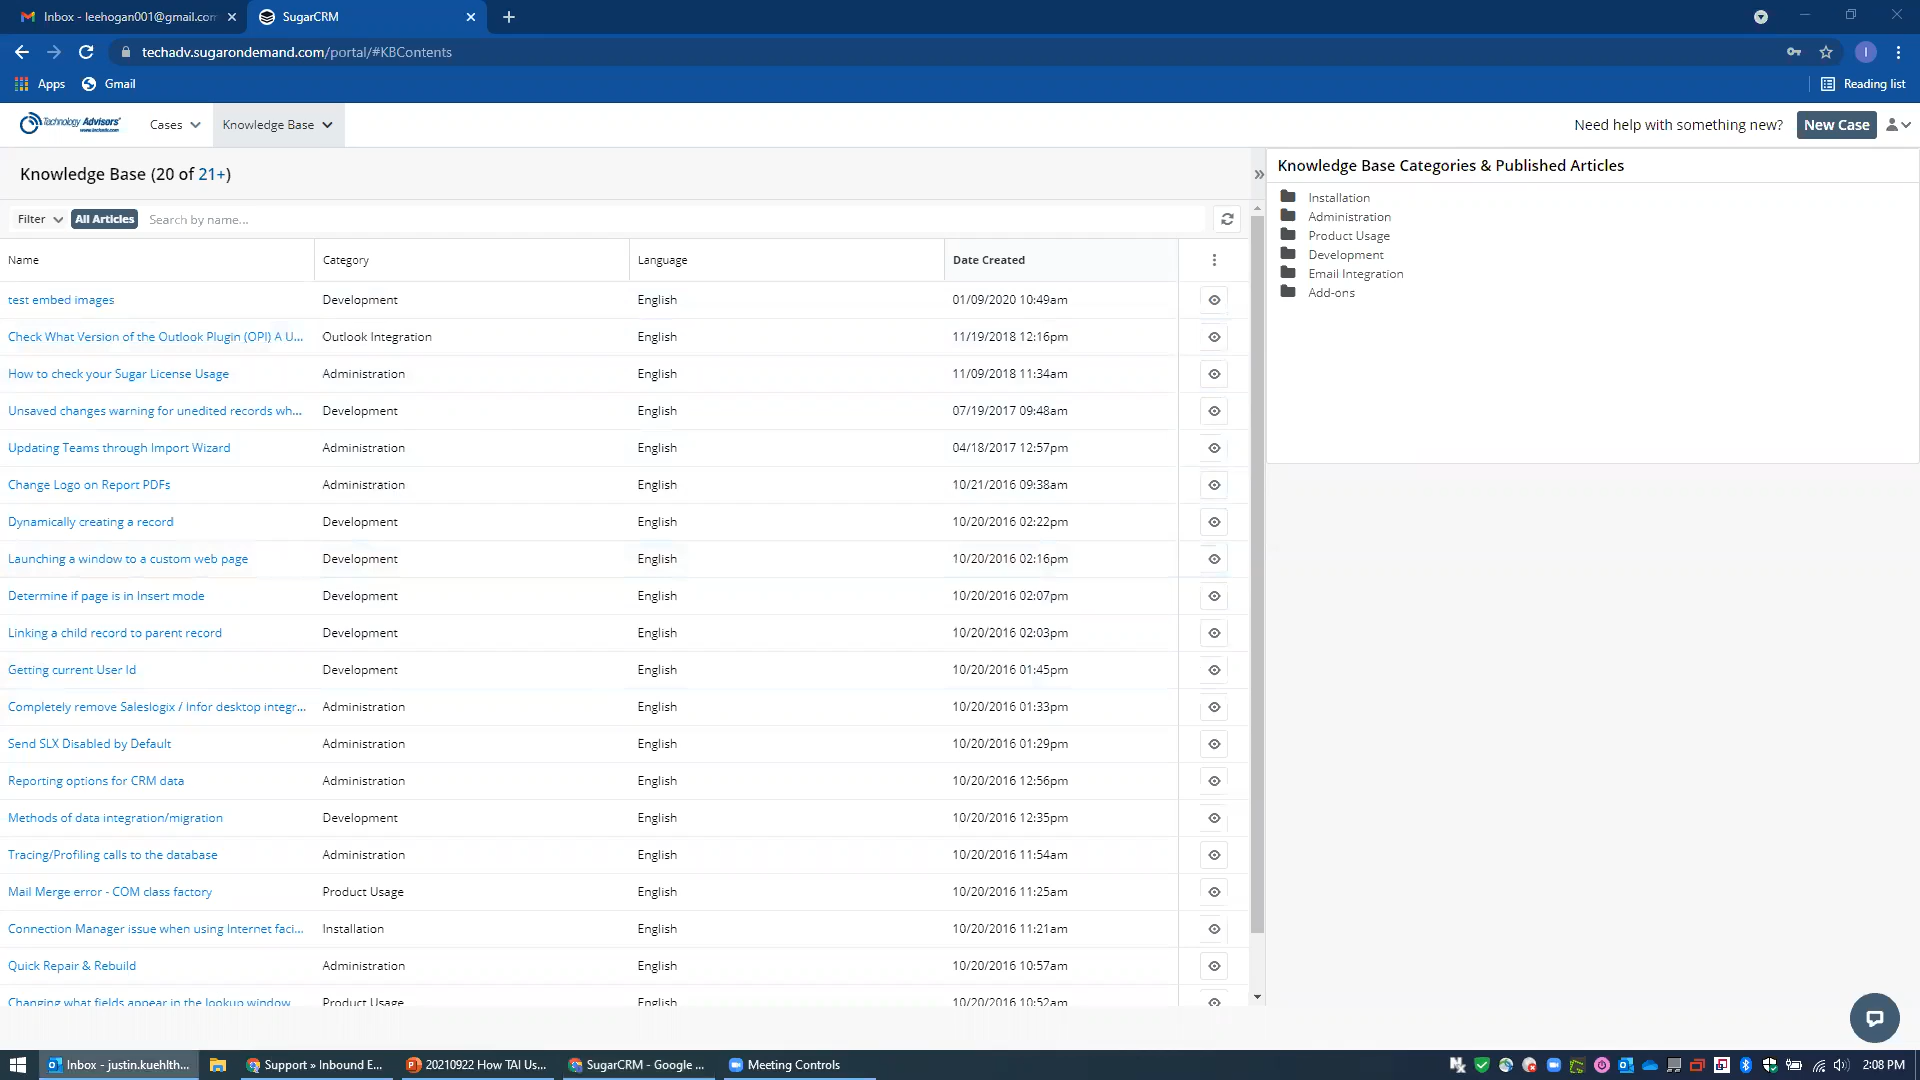 Inbox - leehogan001@gmail.com
SugarCRM
techadv.sugarondemand.com/portal/#KBContents
Apps
Gmail
Reading list
Technology Advisors
www.techadv.com
Cases
Knowledge Base
Need help with something new?
New Case
Knowledge Base (20 of 21+)
Knowledge Base Categories & Published Articles
Installation
Administration
Product Usage
Development
Email Integration
Add-ons
Filter
All Articles
Search by name...
Name Category Language Date Created
test embed images Development English 01/09/2020 10:49am
Check What Version of the Outlook Plugin (OPI) A U... Outlook Integration English 11/19/2018 12:16pm
How to check your Sugar License Usage Administration English 11/09/2018 11:34am
Unsaved changes warning for unedited records wh... Development English 07/19/2017 09:48am
Updating Teams through Import Wizard Administration English 04/18/2017 12:57pm
Change Logo on Report PDFs Administration English 10/21/2016 09:38am
Dynamically creating a record Development English 10/20/2016 02:22pm
Launching a window to a custom web page Development English 10/20/2016 02:16pm
Determine if page is in Insert mode Development English 10/20/2016 02:07pm
Linking a child record to parent record Development English 10/20/2016 02:03pm
Getting current User Id Development English 10/20/2016 01:45pm
Completely remove Saleslogix / Infor desktop integr... Administration English 10/20/2016 01:33pm
Send SLX Disabled by Default Administration English 10/20/2016 01:29pm
Reporting options for CRM data Administration English 10/20/2016 12:56pm
Methods of data integration/migration Development English 10/20/2016 12:35pm
Tracing/Profiling calls to the database Administration English 10/20/2016 11:54am
Mail Merge error - COM class factory Product Usage English 10/20/2016 11:25am
Connection Manager issue when using Internet faci... Installation English 10/20/2016 11:21am
Quick Repair & Rebuild Administration English 10/20/2016 10:57am
Changing what fields appear in the lookup window Product Usage English 10/20/2016 10:52am
Inbox - justin.kuehlth...
Support » Inbound E...
20210922 How TAI Us...
SugarCRM - Google ...
Meeting Controls
2:08 PM